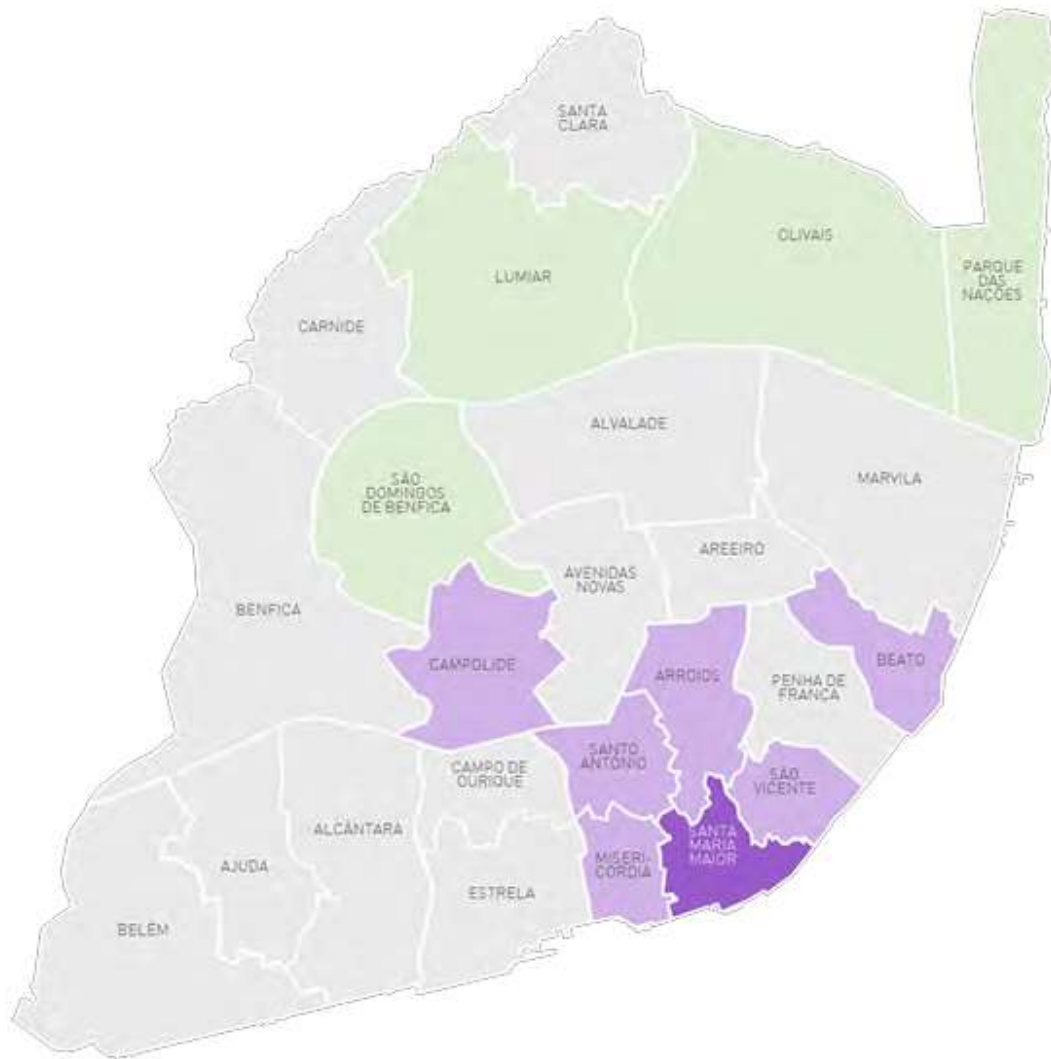 SANTA
CLARA
OLIVAIS
LUMIAR
PARQUE
DAS
NAÇÕES
CARNIDE
ALVALADE
SÃO
DOMINGOS
DE BENFICA
MARVILA
AREEIRO
AVENIDAS
NOVAS
BENFICA
CAMPOLIDE
ARROIOS
BEATO
PENHA DE
FRANÇA
SANTO
ANTÓNIO
CAMPO DE
OURIQUE
SÃO
VICENTE
ALCÂNTARA
SANTA
MARIA
MAIOR
AJUDA
MISERI-
CÓRDIA
ESTRELA
BELÉM